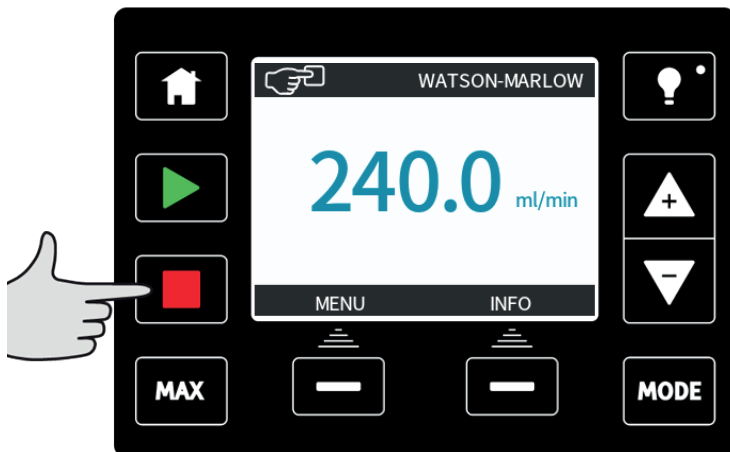 WATSON-MARLOW
240.0 ml/min
+
−
MENU INFO
MAX
MODE